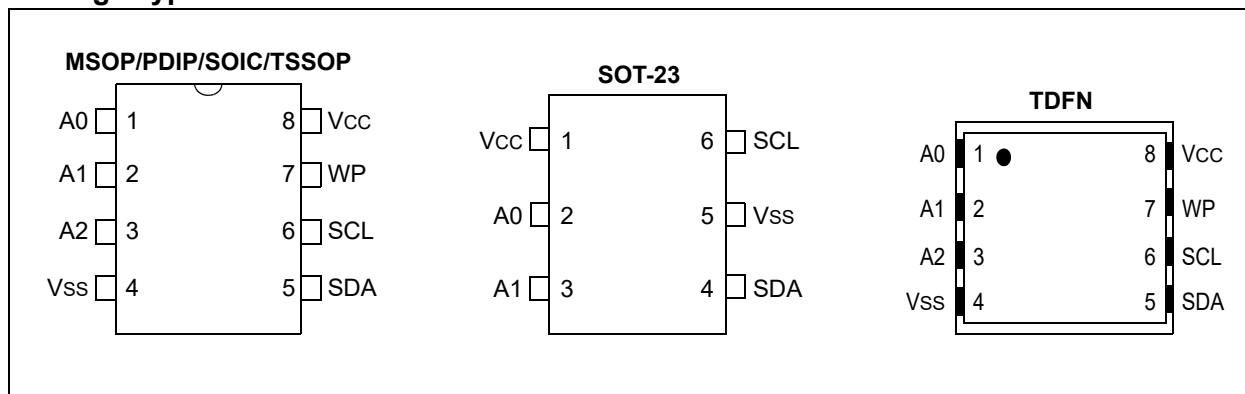 MSOP/PDIP/SOIC/TSSOP
A0 1 8 VCC
A1 2 7 WP
A2 3 6 SCL
VSS 4 5 SDA
SOT-23
VCC 1 6 SCL
A0 2 5 VSS
A1 3 4 SDA
TDFN
A0 1 8 VCC
A1 2 7 WP
A2 3 6 SCL
VSS 4 5 SDA